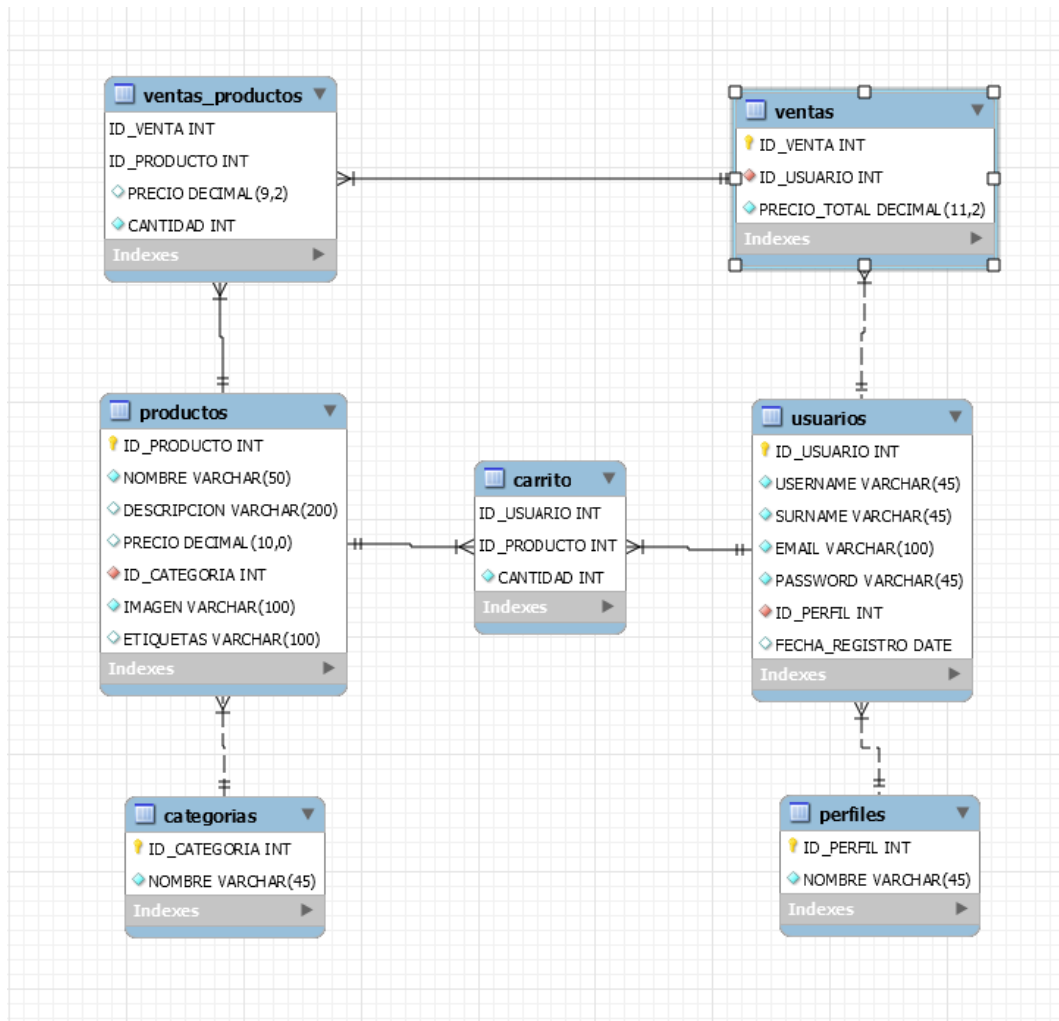 ventas_productos
ID_VENTA INT
ID_PRODUCTO INT
PRECIO DECIMAL(9,2)
CANTIDAD INT
Indexes
ventas
ID_VENTA INT
ID_USUARIO INT
PRECIO_TOTAL DECIMAL(11,2)
Indexes
productos
ID_PRODUCTO INT
NOMBRE VARCHAR(50)
DESCRIPCION VARCHAR(200)
PRECIO DECIMAL(10,0)
ID_CATEGORIA INT
IMAGEN VARCHAR(100)
ETIQUETAS VARCHAR(100)
Indexes
carrito
ID_USUARIO INT
ID_PRODUCTO INT
CANTIDAD INT
Indexes
usuarios
ID_USUARIO INT
USERNAME VARCHAR(45)
SURNAME VARCHAR(45)
EMAIL VARCHAR(100)
PASSWORD VARCHAR(45)
ID_PERFIL INT
FECHA_REGISTRO DATE
Indexes
categorias
ID_CATEGORIA INT
NOMBRE VARCHAR(45)
Indexes
perfiles
ID_PERFIL INT
NOMBRE VARCHAR(45)
Indexes